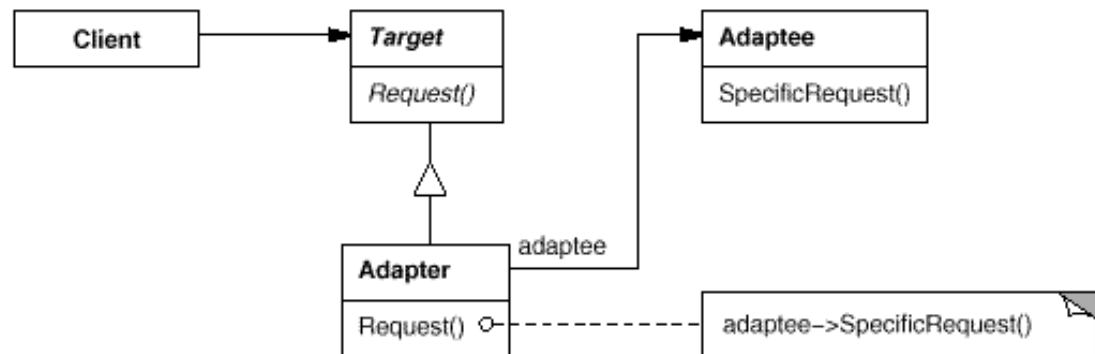 Client
Target
Request()
Adaptee
SpecificRequest()
adaptee
Adapter
Request()
adaptee->SpecificRequest()